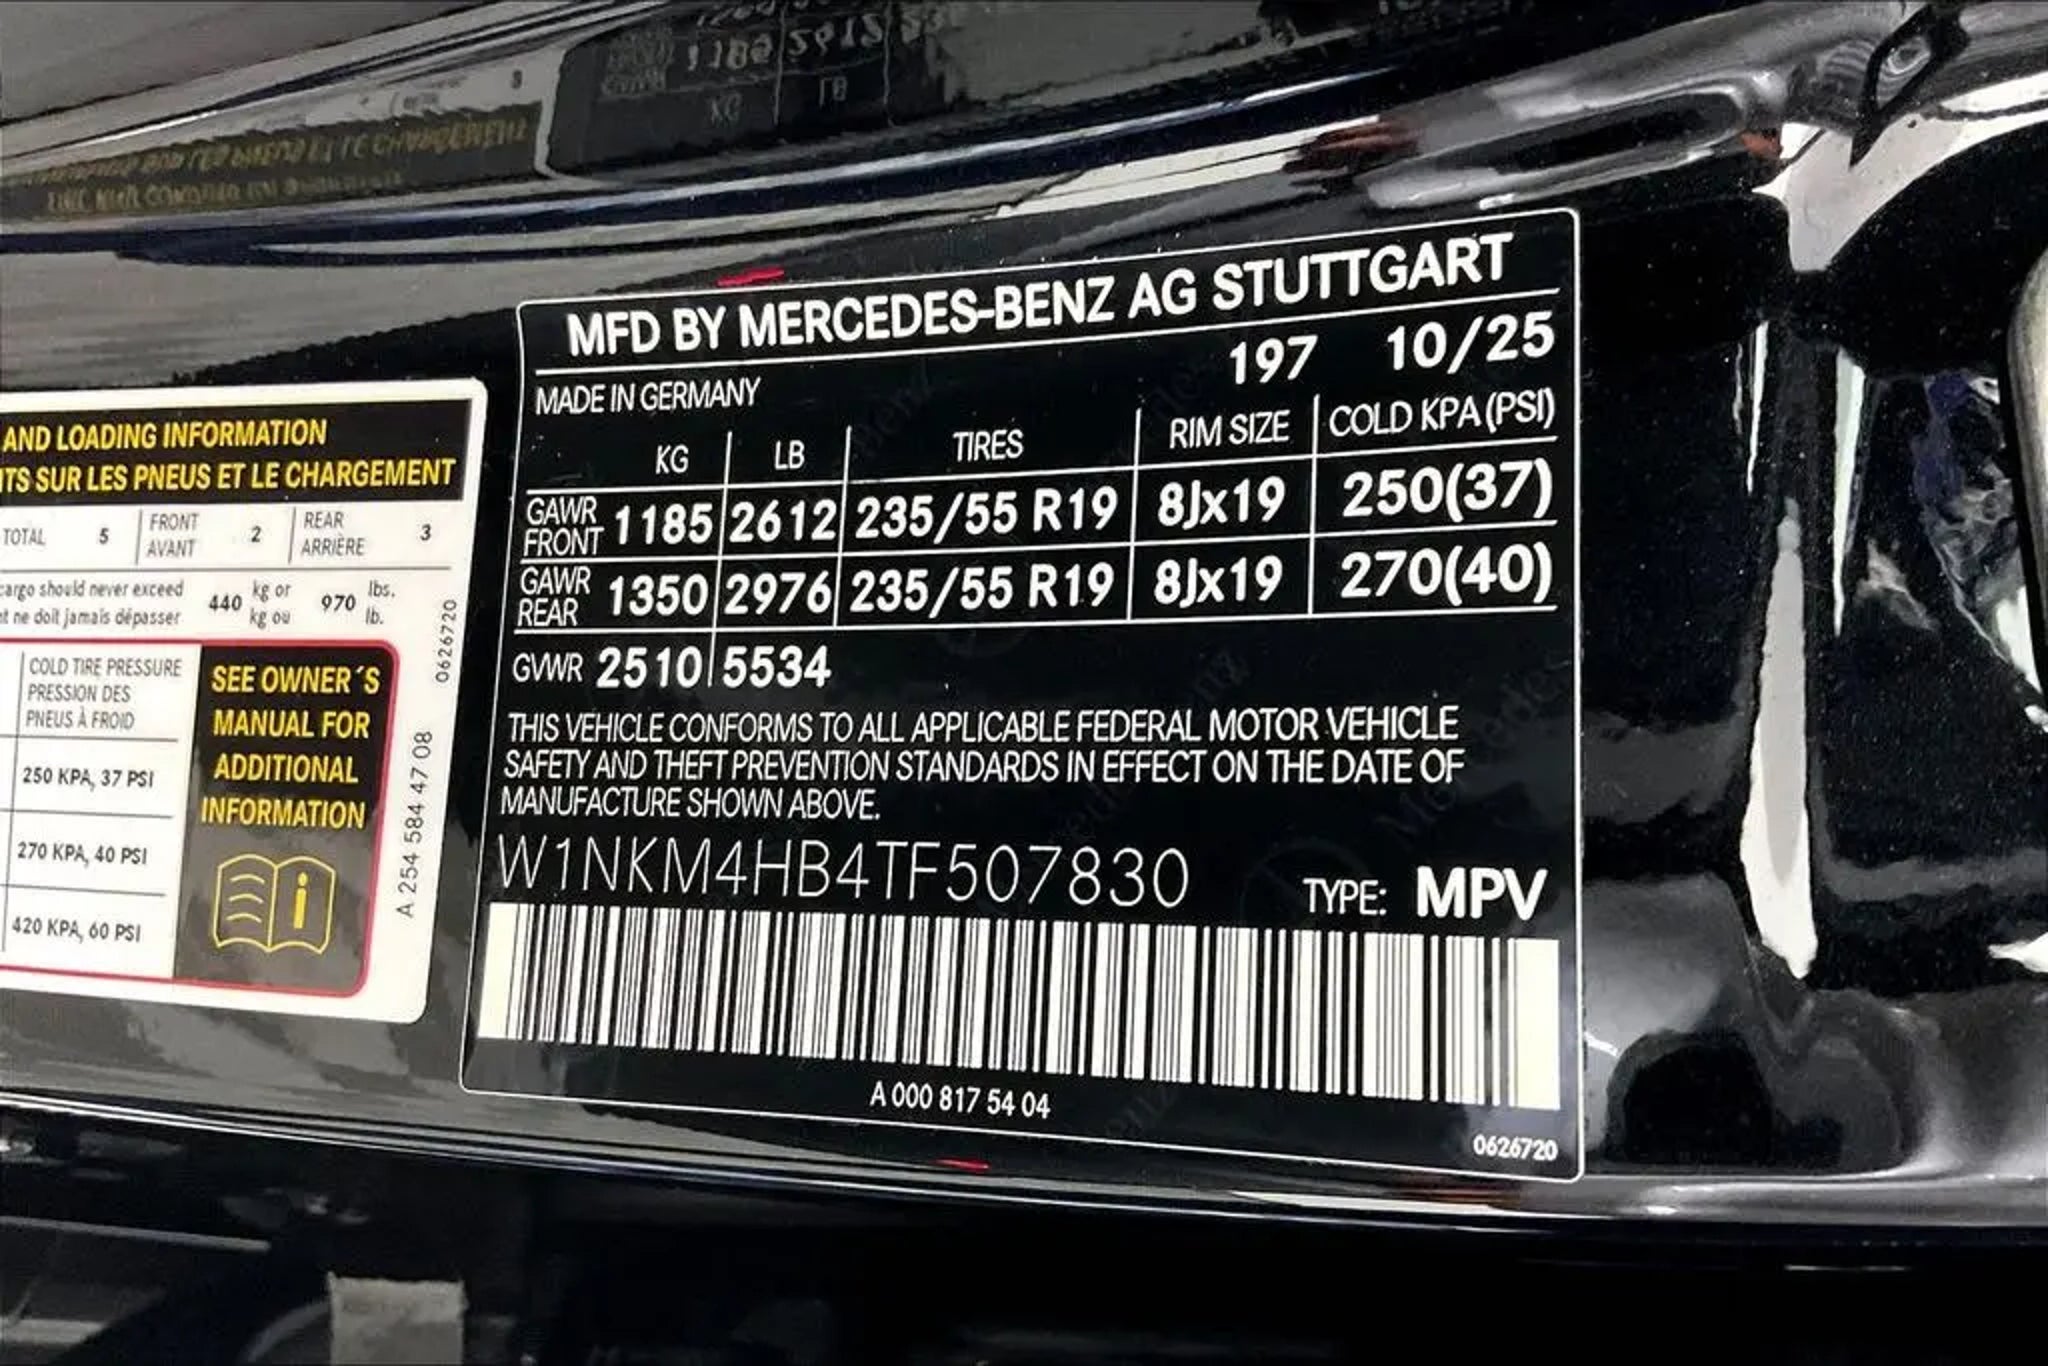 AND LOADING INFORMATION
TS SUR LES PNEUS ET LE CHARGEMENT
TOTAL 5 FRONT AVANT 2 REAR ARRIÈRE 3
cargo should never exceed
ne doit jamais dépasser
440 kg or kg ou 970 lbs. lb.
COLD TIRE PRESSURE
PRESSION DES
PNEUS À FROID
250 KPA, 37 PSI
270 KPA, 40 PSI
420 KPA, 60 PSI
SEE OWNER´S
MANUAL FOR
ADDITIONAL
INFORMATION
0626720
A 254 584 47 08
MFD BY MERCEDES-BENZ AG STUTTGART
197 10/25
MADE IN GERMANY
KG LB TIRES RIM SIZE COLD KPA (PSI)
GAWR FRONT 1185 2612 235/55 R19 8Jx19 250(37)
GAWR REAR 1350 2976 235/55 R19 8Jx19 270(40)
GVWR 2510 5534
THIS VEHICLE CONFORMS TO ALL APPLICABLE FEDERAL MOTOR VEHICLE
SAFETY AND THEFT PREVENTION STANDARDS IN EFFECT ON THE DATE OF
MANUFACTURE SHOWN ABOVE.
W1NKM4HB4TF507830
TYPE: MPV
A 000 817 54 04
0626720